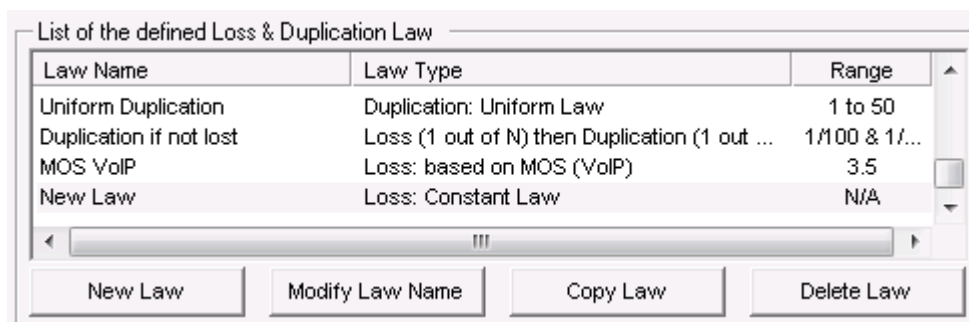 List of the defined Loss & Duplication Law
Law Name Law Type Range
Uniform Duplication Duplication: Uniform Law 1 to 50
Duplication if not lost Loss (1 out of N) then Duplication (1 out ... 1/100 & 1/...
MOS VoIP Loss: based on MOS (VoIP) 3.5
New Law Loss: Constant Law N/A
New Law Modify Law Name Copy Law Delete Law